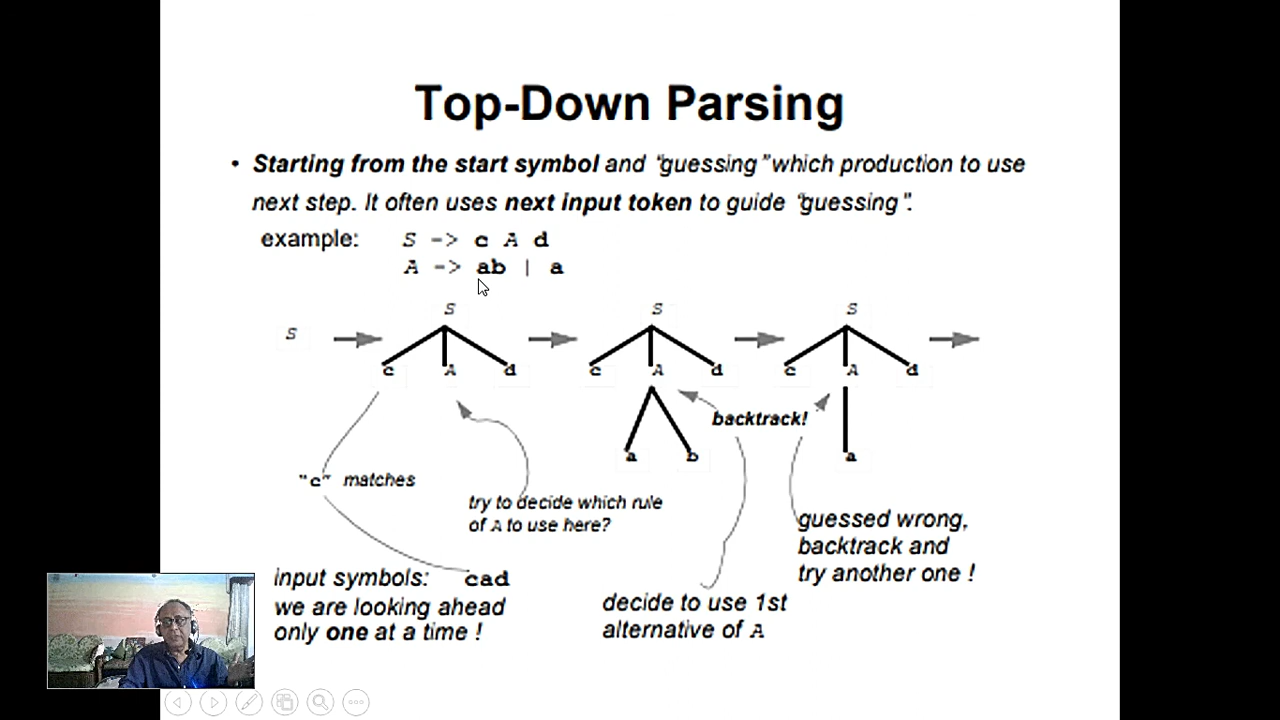 Top-Down Parsing
• Starting from the start symbol and "guessing" which production to use
next step. It often uses next input token to guide "guessing".
example: S -> c A d
A -> ab | a
S
S
S
S
c A d
c A d
c A d
backtrack!
a b
a
"c" matches
try to decide which rule
of A to use here?
guessed wrong,
backtrack and
try another one !
input symbols: cad
we are looking ahead
only one at a time !
decide to use 1st
alternative of A